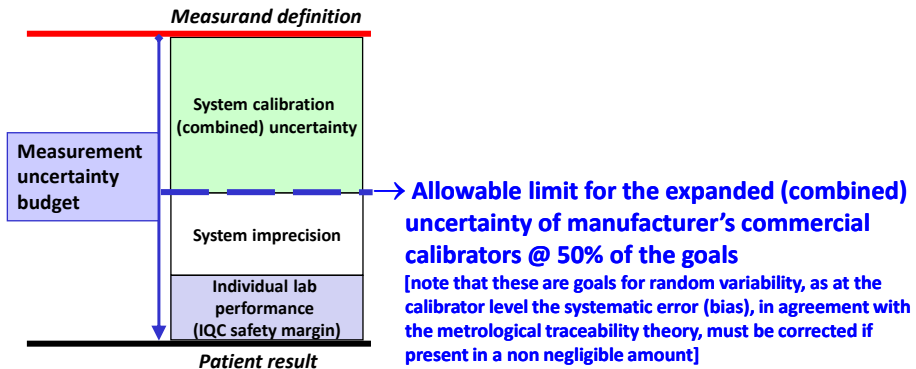 Measurand definition
System calibration
(combined) uncertainty
Measurement
uncertainty
budget
→ Allowable limit for the expanded (combined)
uncertainty of manufacturer's commercial
calibrators @ 50% of the goals
[note that these are goals for random variability, as at the
calibrator level the systematic error (bias), in agreement with
the metrological traceability theory, must be corrected if
present in a non negligible amount]
System imprecision
Individual lab
performance
(IQC safety margin)
Patient result